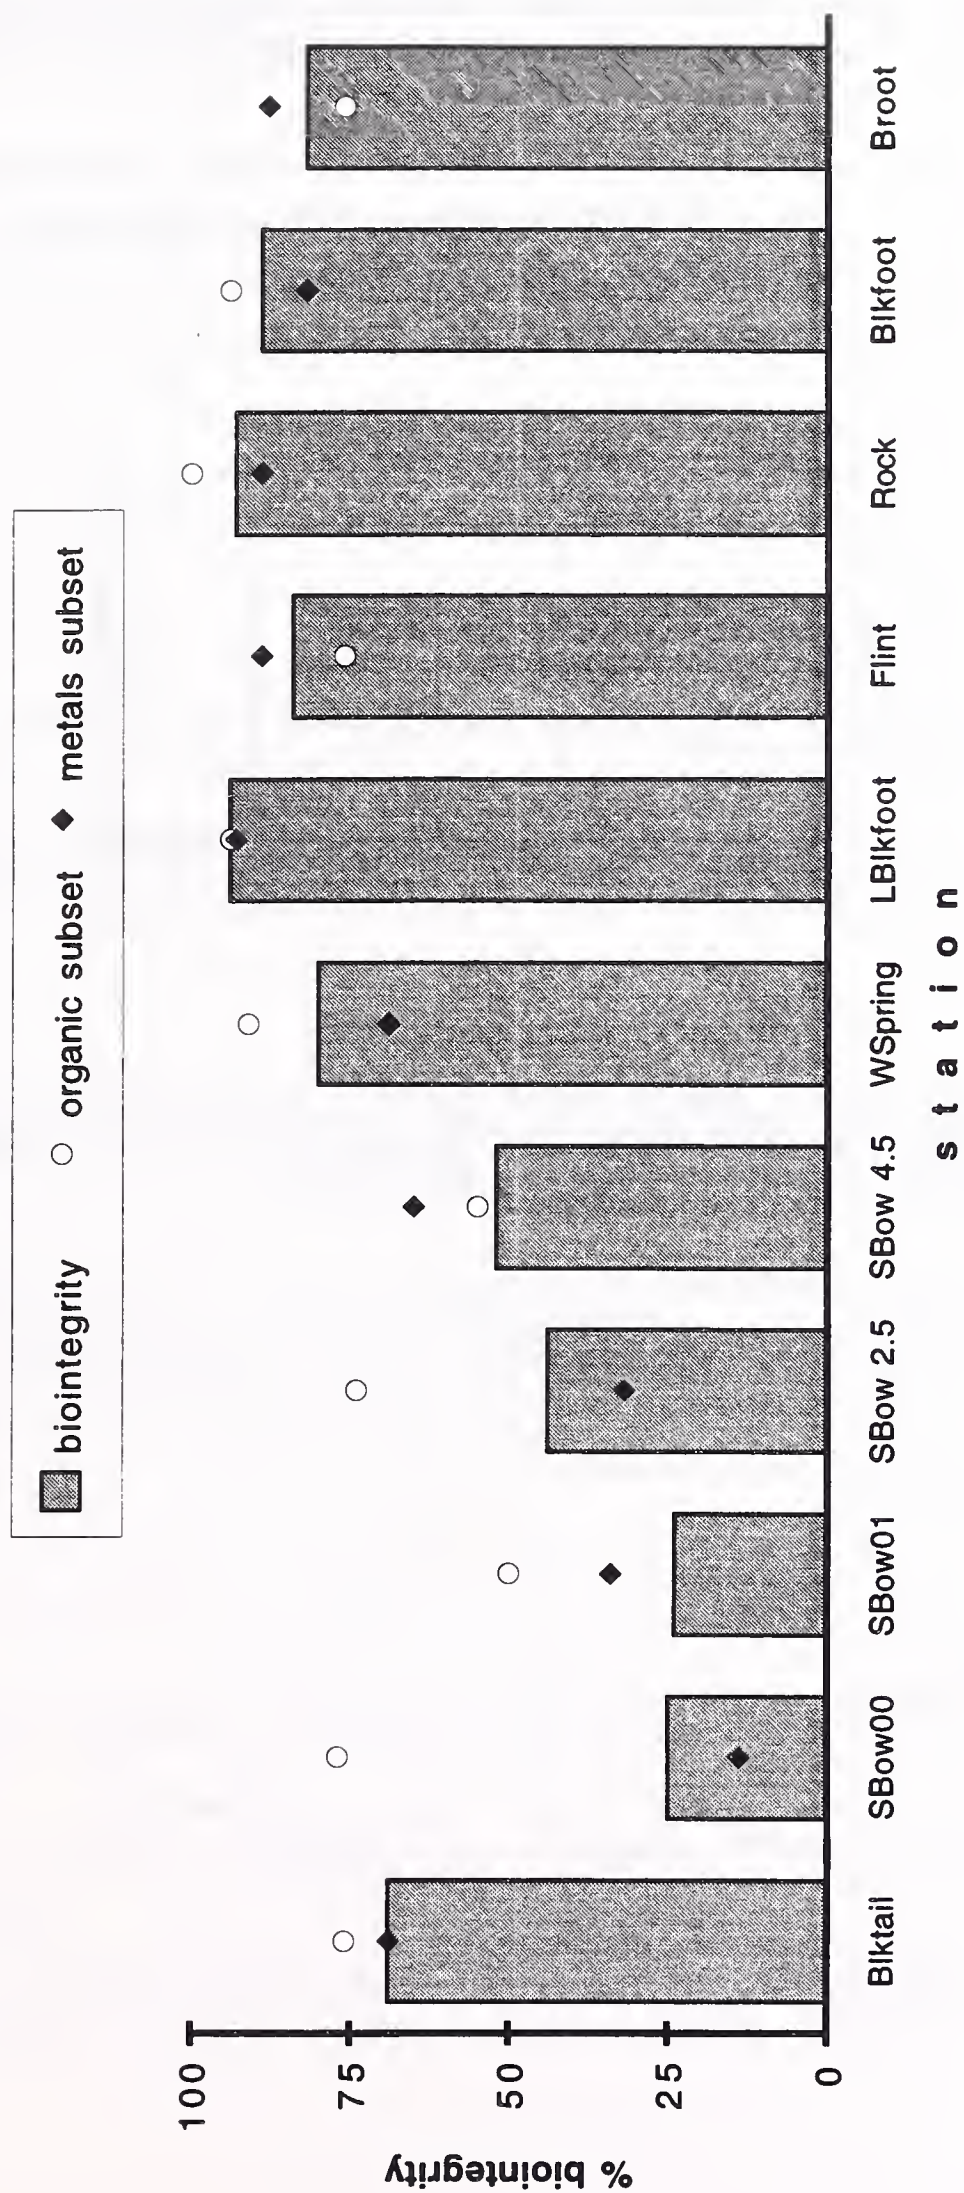 biointegrity organic subset metals subset
% biointegrity
100
75
50
25
0
Blktail SBow00 SBow01 SBow 2.5 SBow 4.5 WSpring LBlkfoot Flint Rock Blkfoot Broot
station